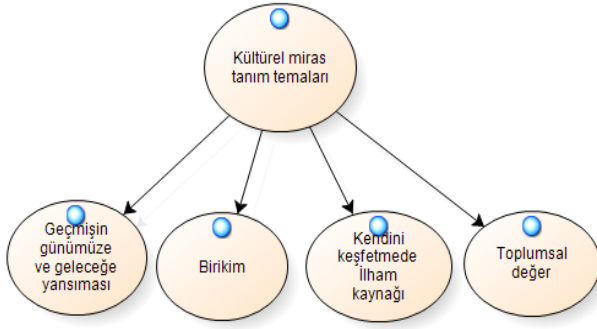 Kültürel miras
tanım temaları
Geçmişin
günümüze
ve geleceğe
yansıması
Birikim
Kendini
keşfetmede
İlham
kaynağı
Toplumsal
değer